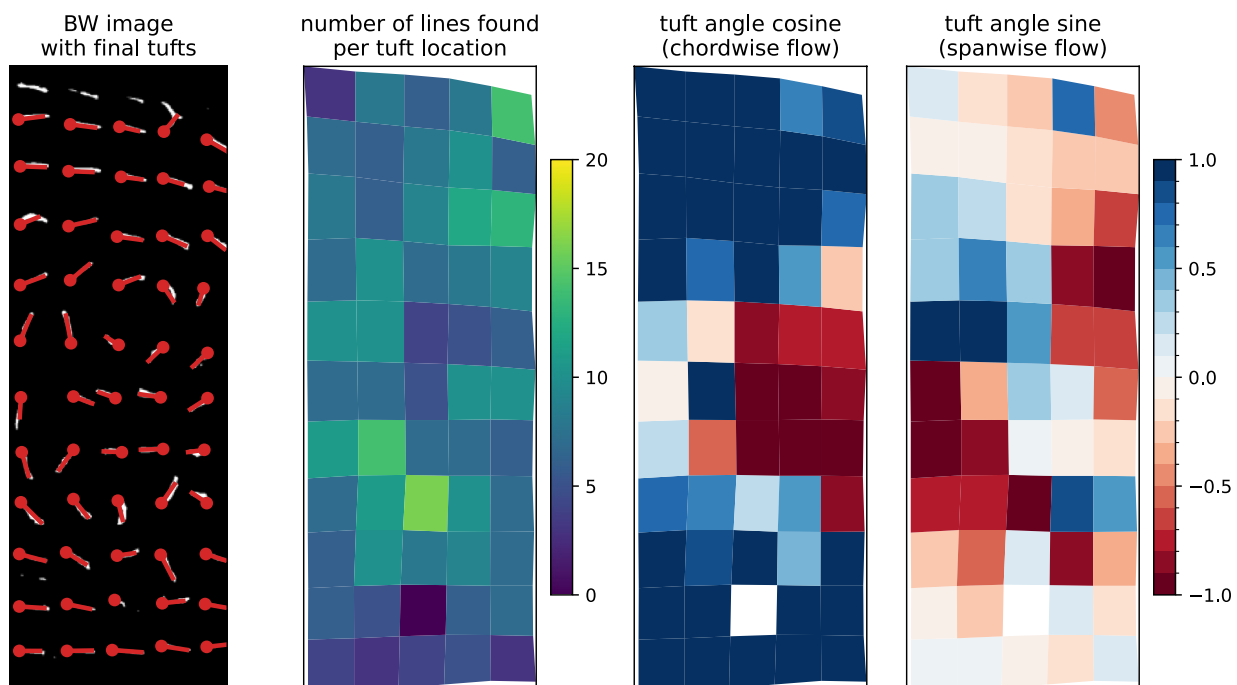 BW image
with final tufts
number of lines found
per tuft location
tuft angle cosine
(chordwise flow)
tuft angle sine
(spanwise flow)
20
15
10
5
0
1.0
0.5
0.0
−0.5
−1.0